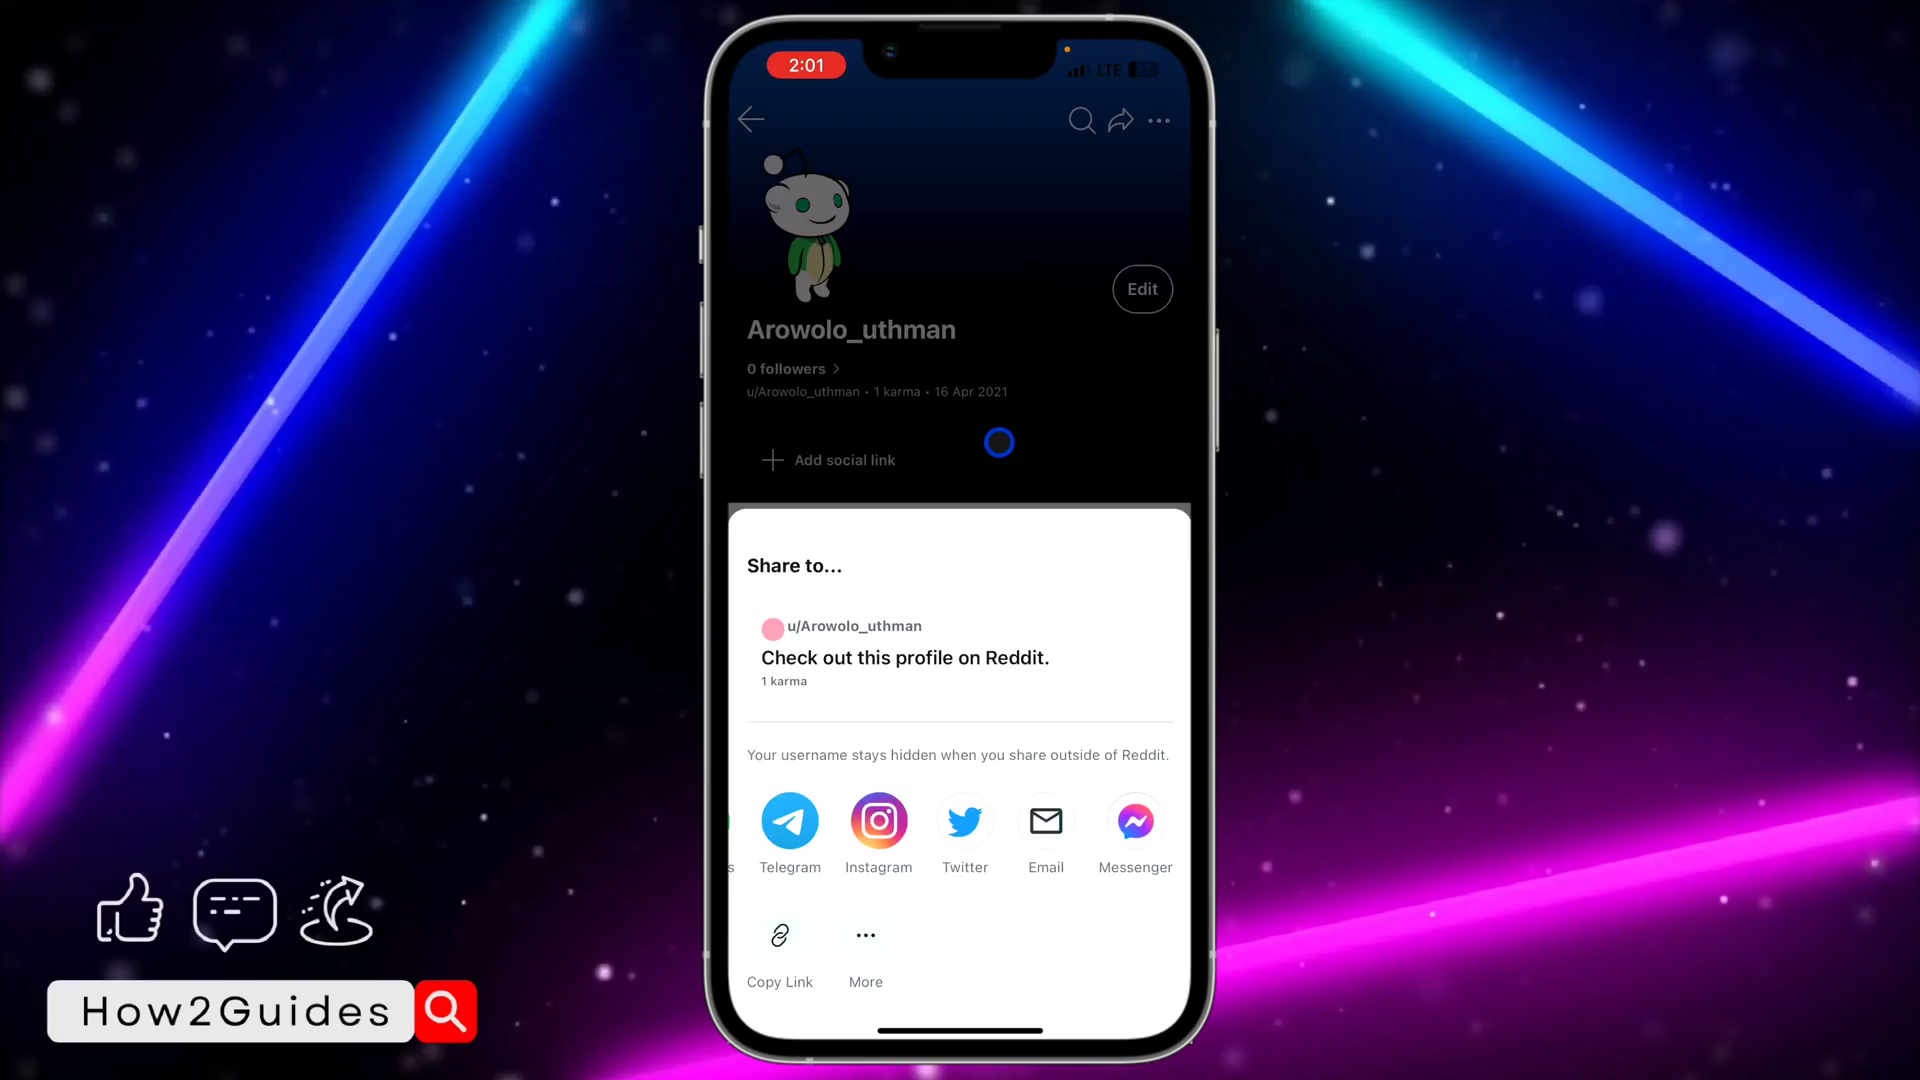 2:01
LTE 27
Edit
Arowolo_uthman
0 followers >
u/Arowolo_uthman • 1 karma • 16 Apr 2021
+ Add social link
Share to...
u/Arowolo_uthman
Check out this profile on Reddit.
1 karma
Your username stays hidden when you share outside of Reddit.
s Telegram Instagram Twitter Email Messenger
Copy Link More
How2Guides